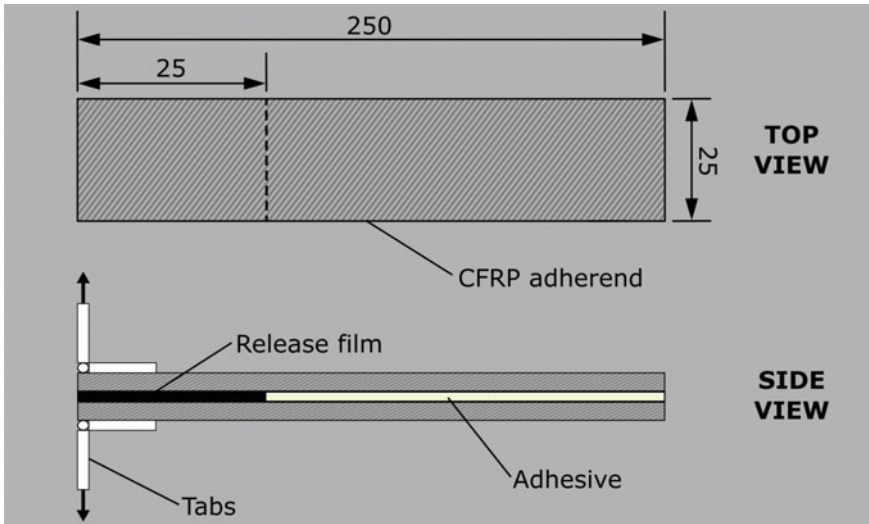 250
25
25
TOP
VIEW
CFRP adherend
Release film
SIDE
VIEW
Adhesive
Tabs